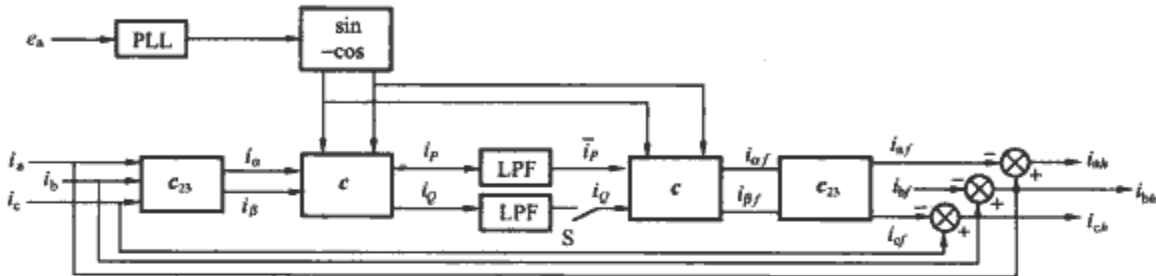 sin
-cos
e_a
PLL
i_a
i_b
i_c
c_23
i_α
i_β
c
i_P
i_Q
LPF
LPF
i̅_P
i_Q
S
c
i_αf
i_βf
c_23
i_af
i_bf
i_cf
−
+
−
+
−
+
i_ah
i_bh
i_ch